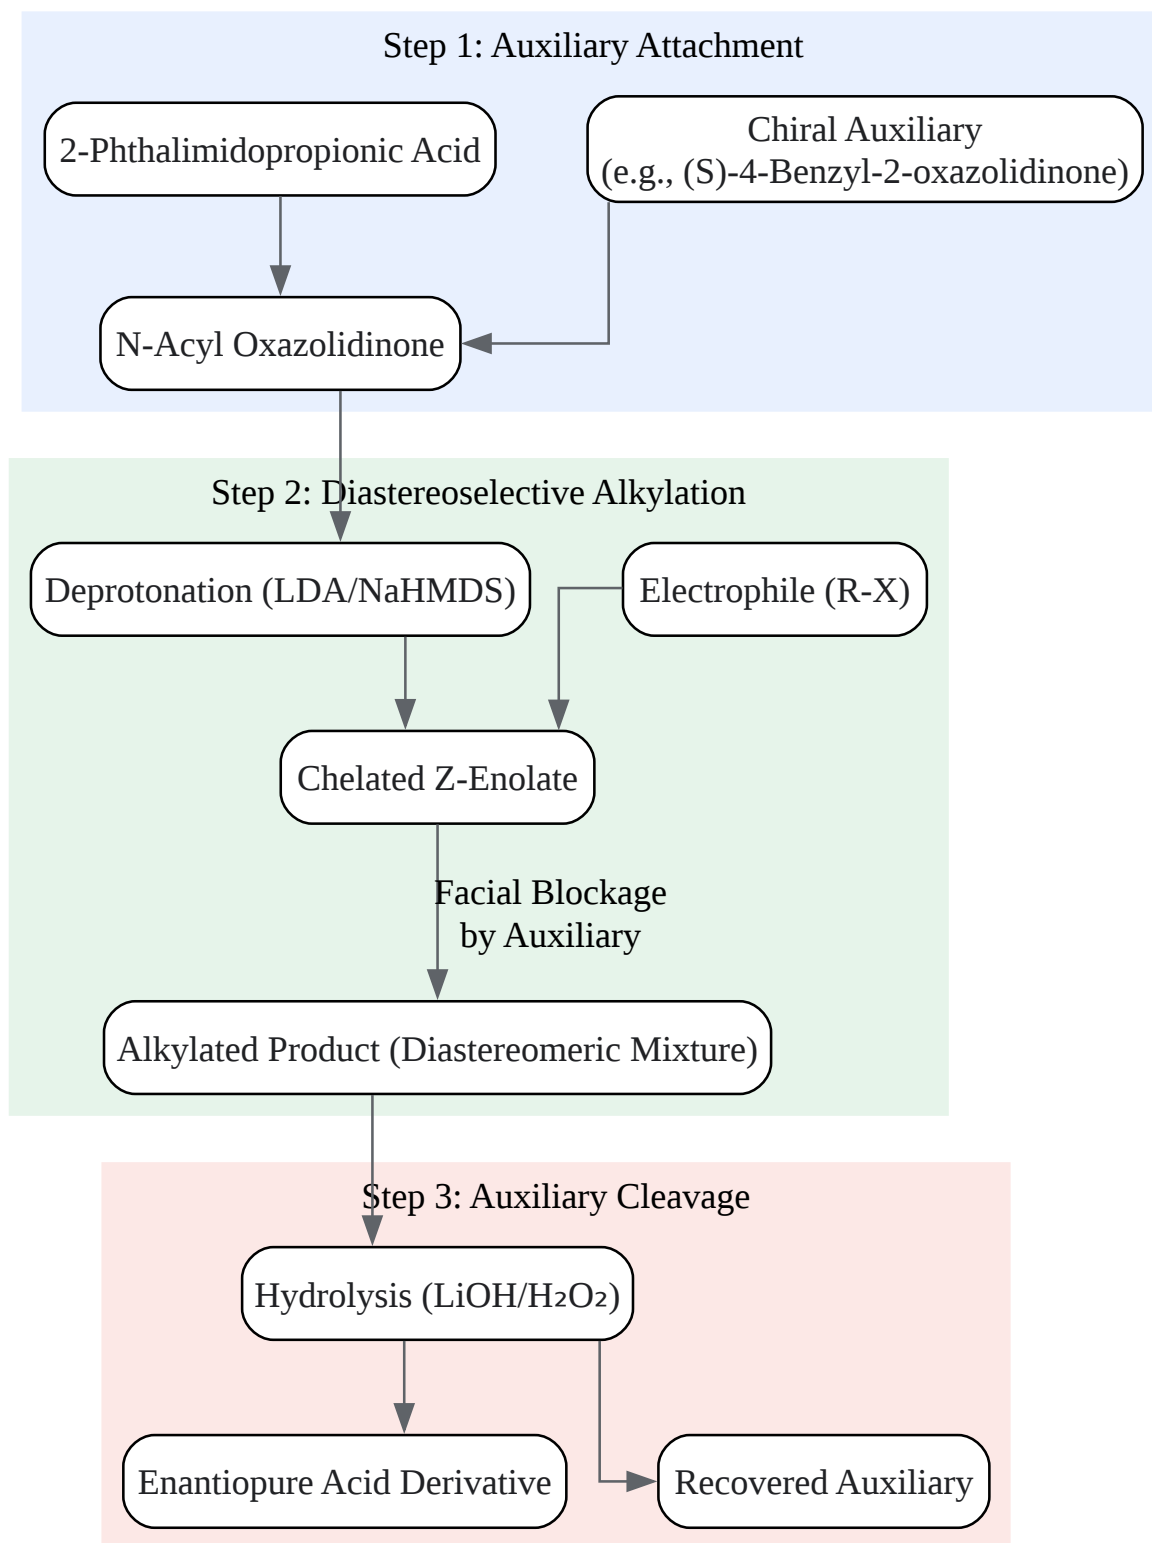 Step 1: Auxiliary Attachment
2-Phthalimidopropionic Acid
Chiral Auxiliary
(e.g., (S)-4-Benzyl-2-oxazolidinone)
N-Acyl Oxazolidinone
Step 2: Diastereoselective Alkylation
Deprotonation (LDA/NaHMDS)
Electrophile (R-X)
Chelated Z-Enolate
Facial Blockage
by Auxiliary
Alkylated Product (Diastereomeric Mixture)
Step 3: Auxiliary Cleavage
Hydrolysis (LiOH/H₂O₂)
Enantiopure Acid Derivative
Recovered Auxiliary